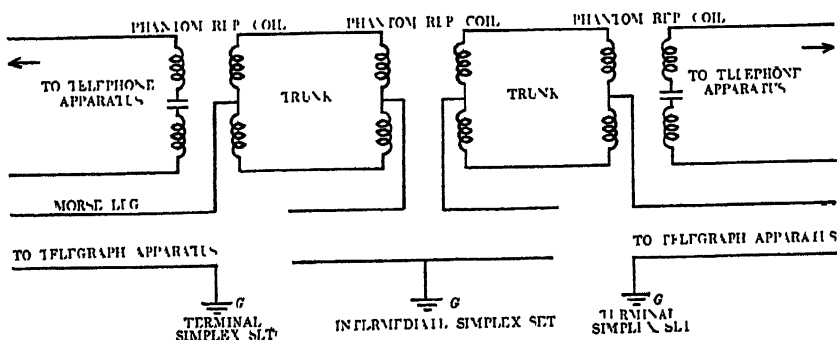 PHANTOM REP COIL
PHANTOM REP COIL
PHANTOM REP COIL
TO TELEPHONE
APPARATUS
TRUNK
TRUNK
TO TELEPHONE
APPARATUS
MORSE LEG
TO TELEGRAPH APPARATUS
TO TELEGRAPH APPARATUS
G
G
G
TERMINAL
SIMPLEX SET
INTERMEDIATE SIMPLEX SET
TERMINAL
SIMPLEX SET